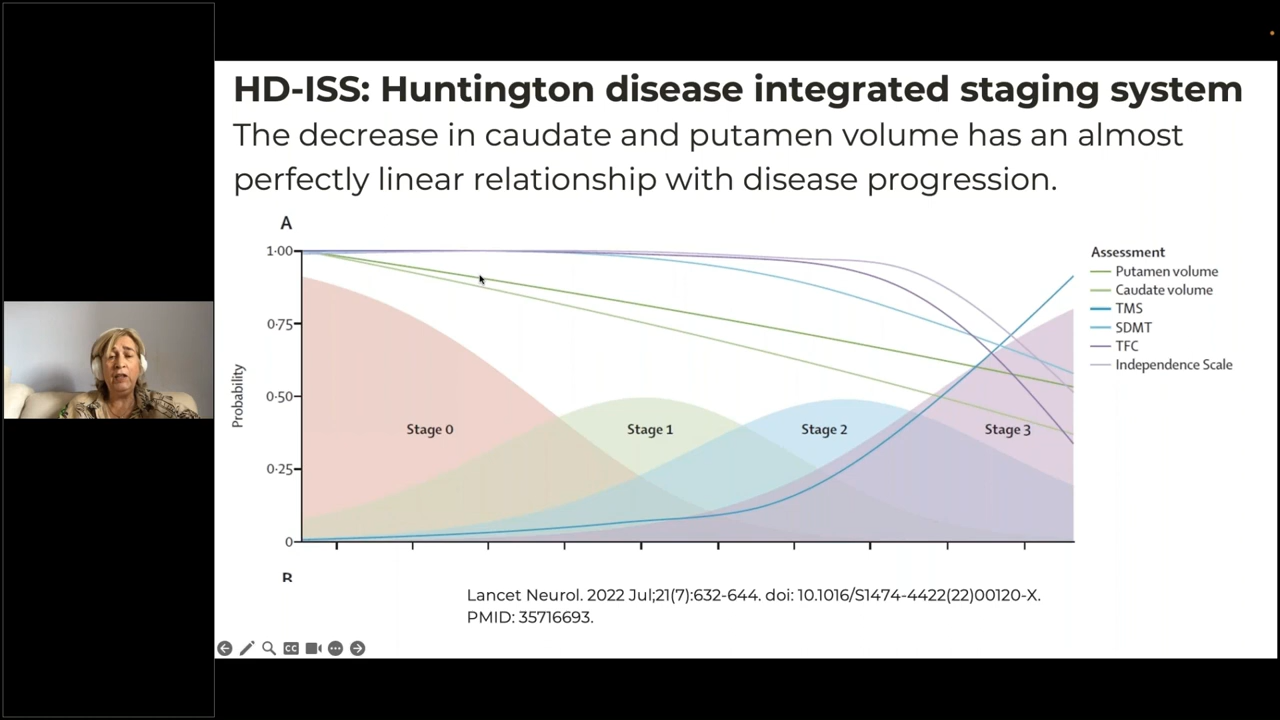 HD-ISS: Huntington disease integrated staging system
The decrease in caudate and putamen volume has an almost
perfectly linear relationship with disease progression.
A
1·00
0·75
0·50
0·25
0
Probability
Stage 0
Stage 1
Stage 2
Stage 3
Assessment
Putamen volume
Caudate volume
TMS
SDMT
TFC
Independence Scale
B
Lancet Neurol. 2022 Jul;21(7):632-644. doi: 10.1016/S1474-4422(22)00120-X.
PMID: 35716693.
CC